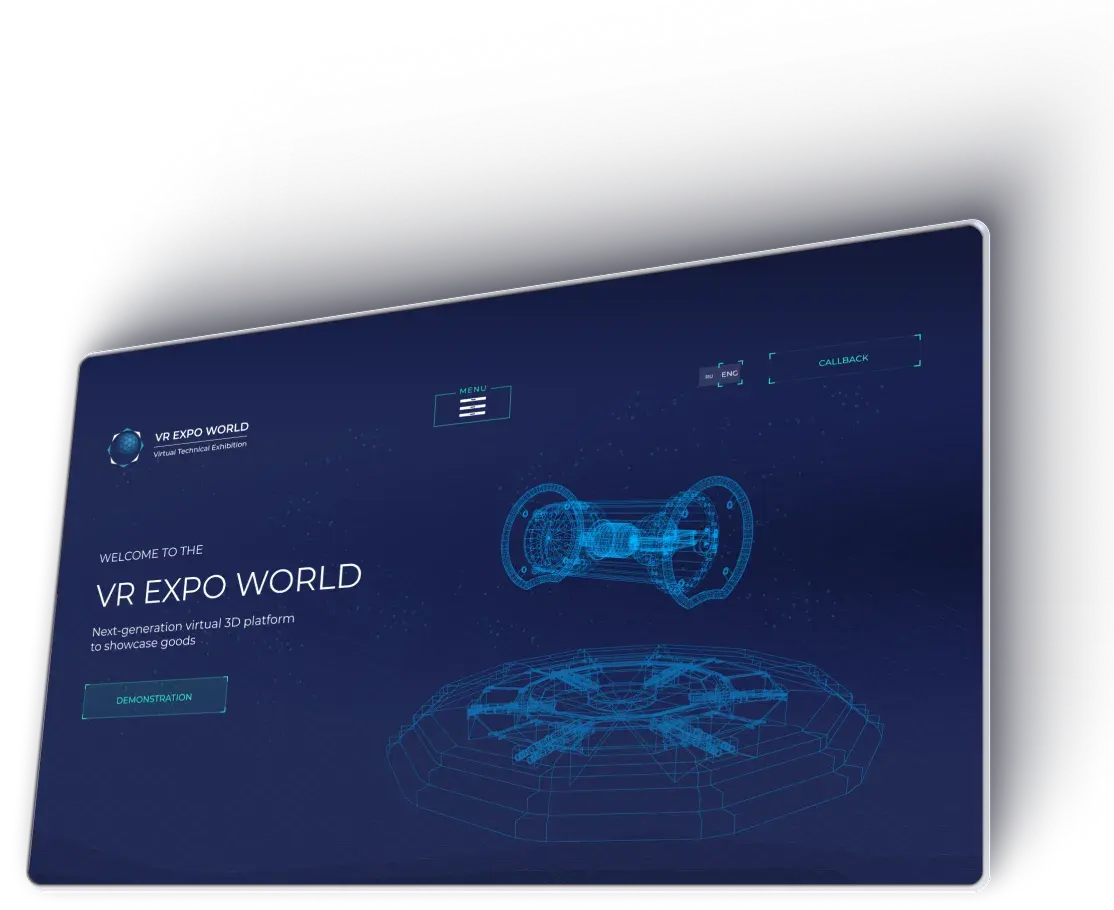 MENU
RU
ENG
CALLBACK
VR EXPO WORLD
Virtual Technical Exhibition
WELCOME TO THE
VR EXPO WORLD
Next-generation virtual 3D platform
to showcase goods
DEMONSTRATION